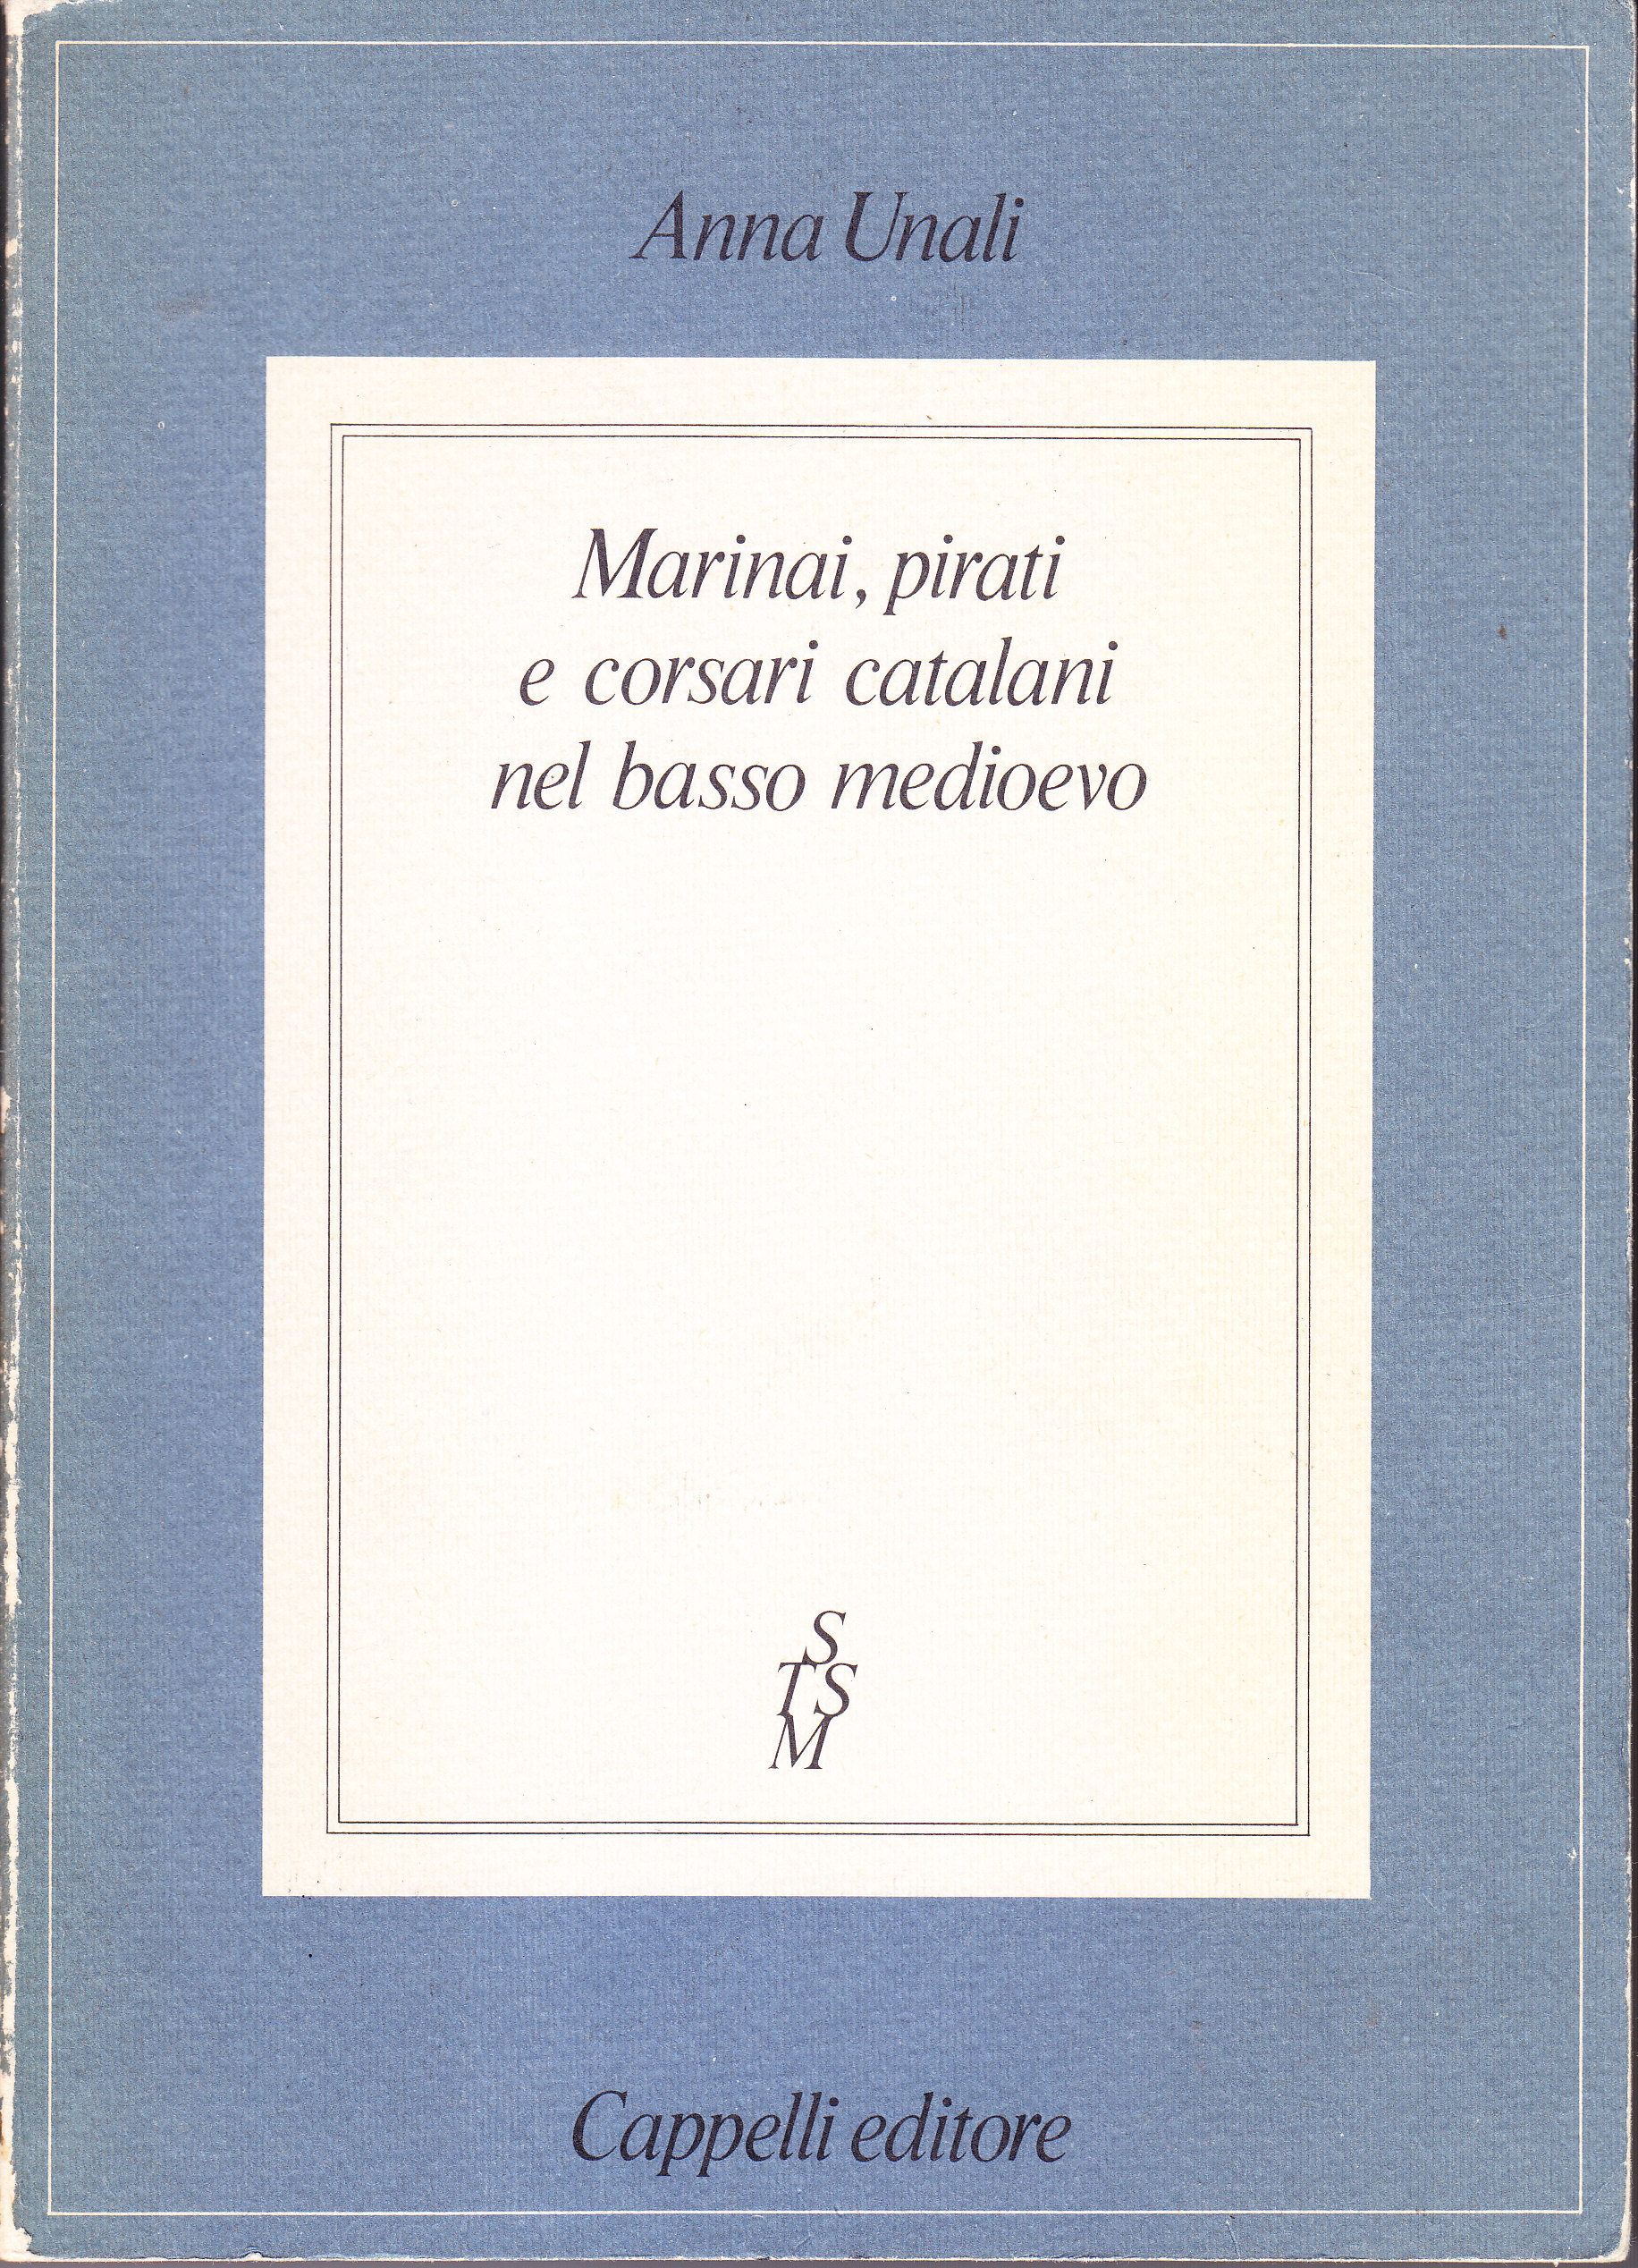 Anna Unali
Marinai, pirati
e corsari catalani
nel basso medioevo
S
TS
M
Cappelli editore